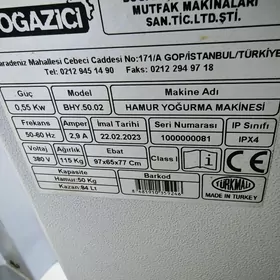 OĞAZİÇİ
MUTFAK MAKİNALARI
SAN.TİC.LTD.ŞTİ.
aradeniz Mahallesi Cebeci Caddesi No:171/A GOP/İSTANBUL/TÜRKİYE
Tel: 0212 945 14 90 Faks: 0212 294 97 18
Güç Model Makine Adı
0,55 Kw BHY.50.02 HAMUR YOĞURMA MAKİNESİ
Frekans Amper İmal Tarihi Seri Numarası IP Sınıfı
50-60 Hz 2,9 A 22.02.2023 1000000081 IPX4
Voltaj Ağırlık Ebat Class I
380 V 115 Kg 97x65x77 Cm
Kapasite Barkod
Hamur:50 Kg
Kazan:84 Lt
TÜRKMALI
MADE IN TURKEY